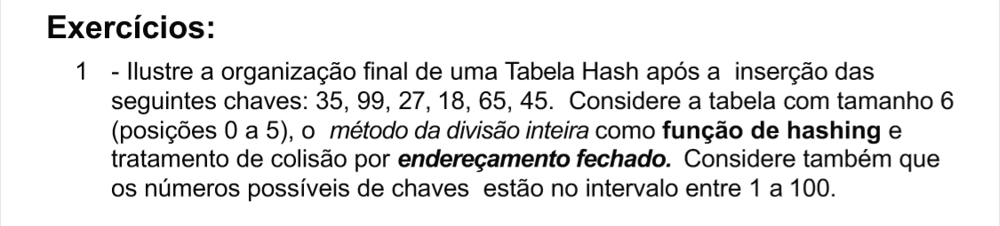 Exercícios:
1 - Ilustre a organização final de uma Tabela Hash após a inserção das
seguintes chaves: 35, 99, 27, 18, 65, 45. Considere a tabela com tamanho 6
(posições 0 a 5), o método da divisão inteira como função de hashing e
tratamento de colisão por endereçamento fechado. Considere também que
os números possíveis de chaves estão no intervalo entre 1 a 100.